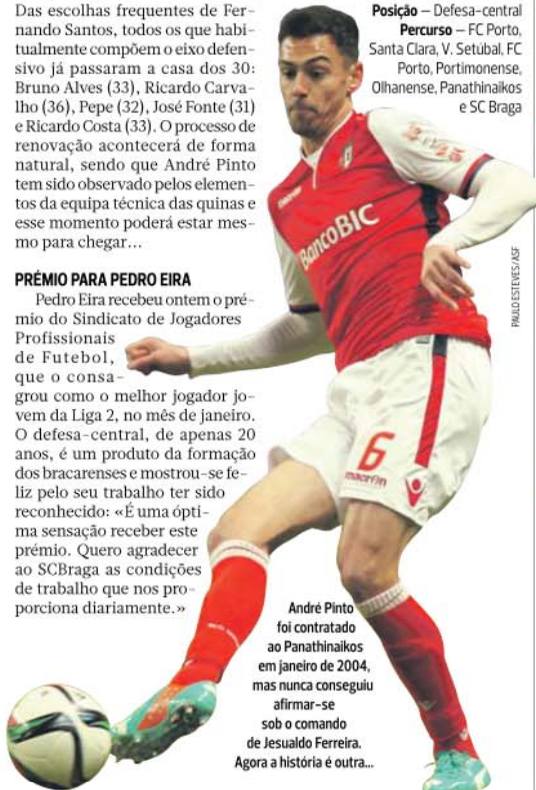 Das escolhas frequentes de Fer-
nando Santos, todos os que habi-
tualmente compõem o eixo defen-
sivo já passaram a casa dos 30:
Bruno Alves (33), Ricardo Carva-
lho (36), Pepe (32), José Fonte (31)
e Ricardo Costa (33). O processo de
renovação acontecerá de forma
natural, sendo que André Pinto
tem sido observado pelos elemen-
tos da equipa técnica das quinas e
esse momento poderá estar mes-
mo para chegar...
PRÉMIO PARA PEDRO EIRA
Pedro Eira recebeu ontem o pré-
mio do Sindicato de Jogadores
Profissionais
de Futebol,
que o consa-
grou como o melhor jogador jo-
vem da Liga 2, no mês de janeiro.
O defesa-central, de apenas 20
anos, é um produto da formação
dos bracarenses e mostrou-se fe-
liz pelo seu trabalho ter sido
reconhecido: «É uma ópti-
ma sensação receber este
prémio. Quero agradecer
ao SCBraga as condições
de trabalho que nos pro-
porciona diariamente.»
Posição — Defesa-central
Percurso — FC Porto,
Santa Clara, V. Setúbal, FC
Porto, Portimonense,
Olhanense, Panathinaikos
e SC Braga
PAULO ESTEVES/ASF
BancoBIC
6
macron
André Pinto
foi contratado
ao Panathinaikos
em janeiro de 2004,
mas nunca conseguiu
afirmar-se
sob o comando
de Jesualdo Ferreira.
Agora a história é outra...